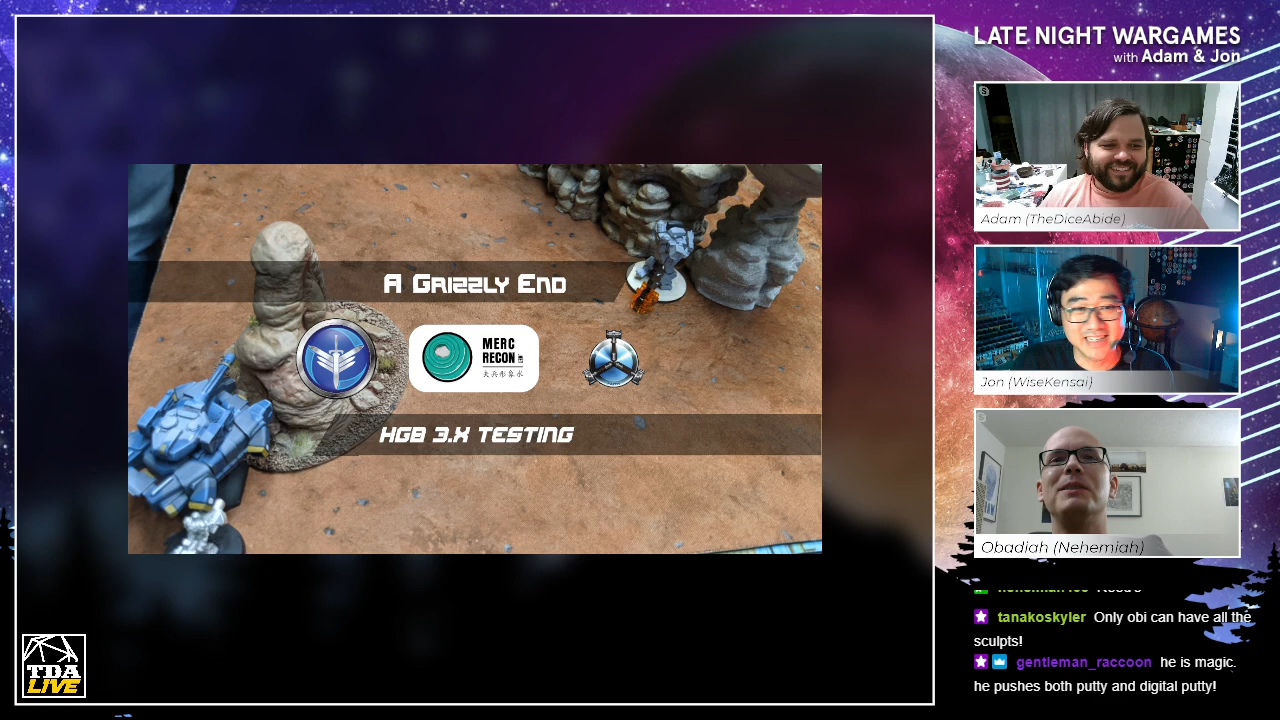 LATE NIGHT WARGAMES
with Adam & Jon
A Grizzly End
MERC
RECON
HGB 3.X TESTING
Adam (TheDiceAbide)
Jon (WiseKensai)
Obadiah (Nehemiah)
tanakoskyler Only obi can have all the
sculpts!
gentleman_raccoon he is magic.
he pushes both putty and digital putty!
TDA
LIVE